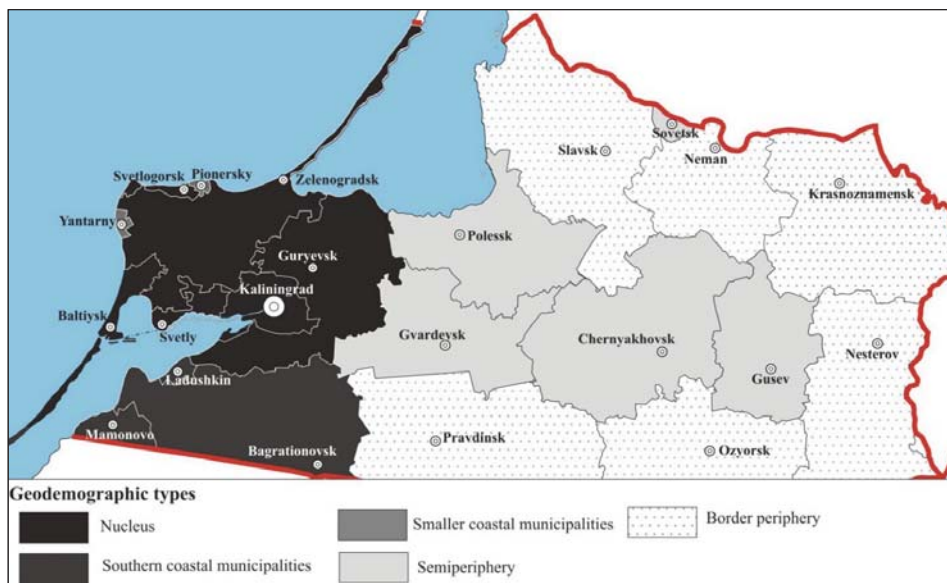 Sovetsk
Slavsk
Neman
Pionersky
Svetlogorsk
Zelenogradsk
Krasnoznamensk
Yantarny
Polessk
Guryevsk
Kaliningrad
Baltiysk
Svetly
Gvardeysk
Chernyakhovsk
Nesterov
Gusev
Ladushkin
Mamonovo
Pravdinsk
Ozyorsk
Bagrationovsk
Geodemographic types
Nucleus
Smaller coastal municipalities
Border periphery
Southern coastal municipalities
Semiperiphery